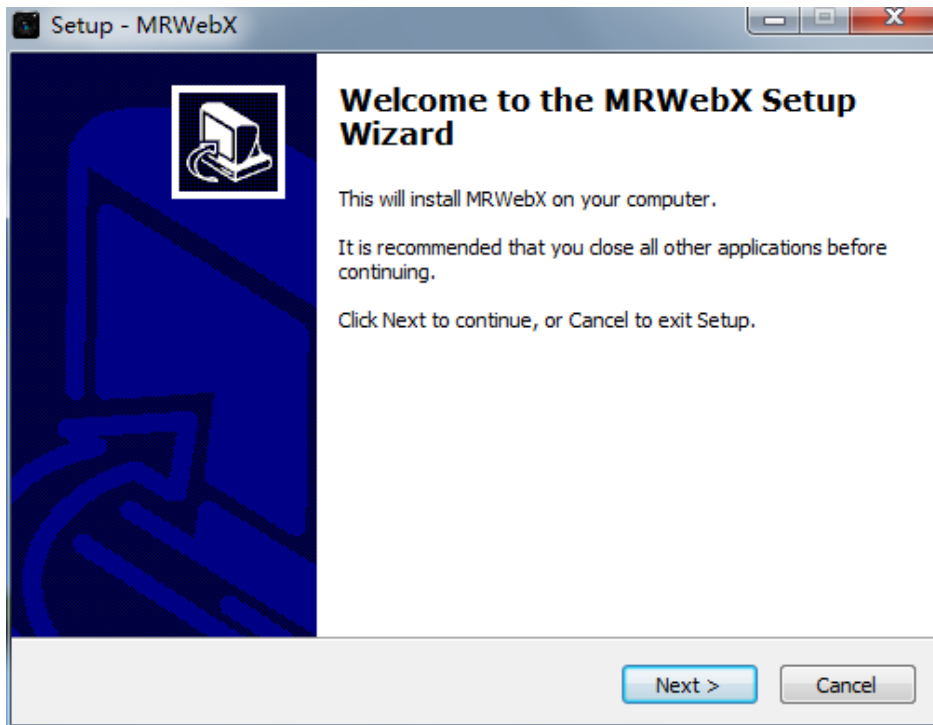 Setup - MRWebX
Welcome to the MRWebX Setup
Wizard
This will install MRWebX on your computer.
It is recommended that you close all other applications before
continuing.
Click Next to continue, or Cancel to exit Setup.
Next >
Cancel